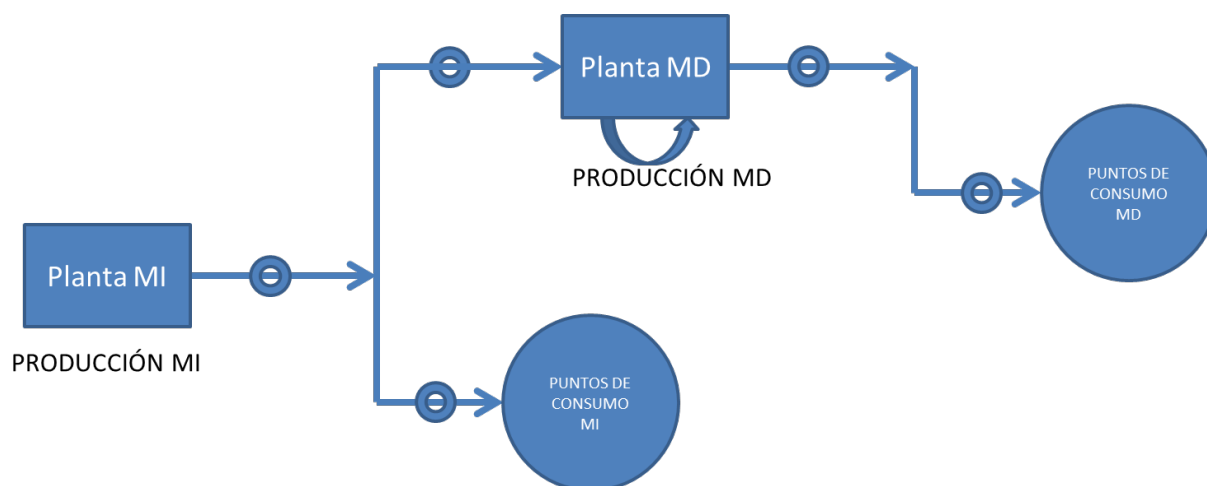 Planta MD
PRODUCCIÓN MD
PUNTOS DE
CONSUMO
MD
Planta MI
PRODUCCIÓN MI
PUNTOS DE
CONSUMO
MI